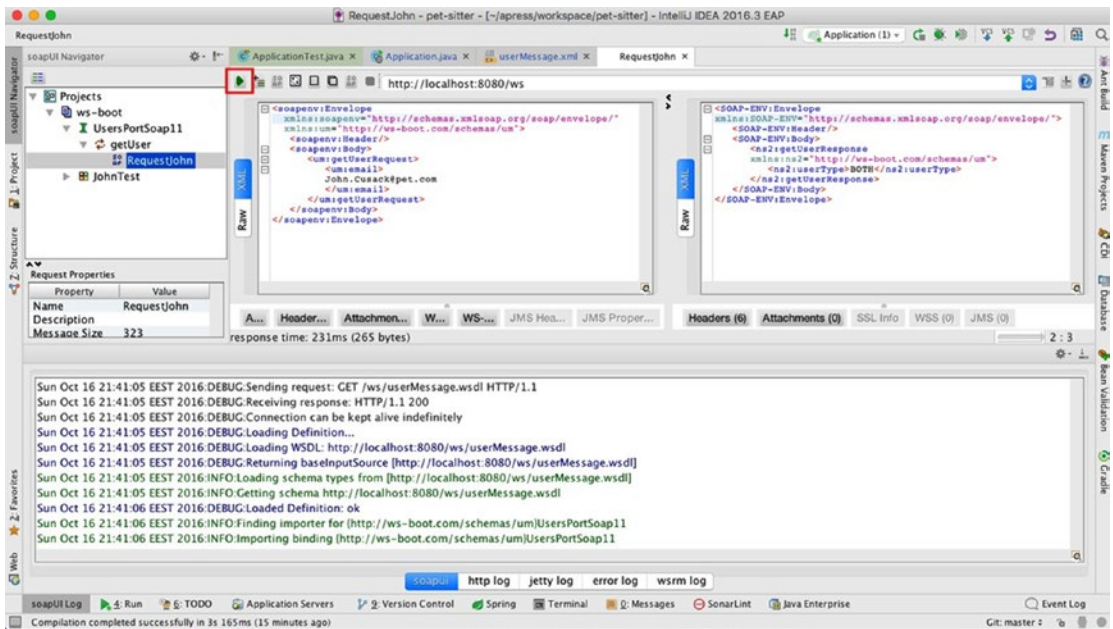 RequestJohn - pet-sitter - [~/apress/workspace/pet-sitter] - IntelliJ IDEA 2016.3 EAP
RequestJohn
Application (1)
soapUI Navigator
ApplicationTest.java ×
Application.java ×
userMessage.xml ×
RequestJohn ×
http://localhost:8080/ws
Projects
ws-boot
UsersPortSoap11
getUser
RequestJohn
JohnTest
<soapenv:Envelope
xmlns:soapenv="http://schemas.xmlsoap.org/soap/envelope/"
xmlns:um="http://ws-boot.com/schemas/um">
<soapenv:Header/>
<soapenv:Body>
<um:getUserRequest>
<um:email>
John.Cusack@pet.com
</um:email>
</um:getUserRequest>
</soapenv:Body>
</soapenv:Envelope>
XML
Raw
<SOAP-ENV:Envelope
xmlns:SOAP-ENV="http://schemas.xmlsoap.org/soap/envelope/">
<SOAP-ENV:Header/>
<SOAP-ENV:Body>
<ns2:getUserResponse
xmlns:ns2="http://ws-boot.com/schemas/um">
<ns2:userType>BOTH</ns2:userType>
</ns2:getUserResponse>
</SOAP-ENV:Body>
</SOAP-ENV:Envelope>
XML
Raw
Request Properties
Property Value
Name RequestJohn
Description
Message Size 323
A... Header... Attachmen... W... WS-... JMS Hea... JMS Proper...
Headers (6) Attachments (0) SSL Info WSS (0) JMS (0)
response time: 231ms (265 bytes)
2 : 3
Sun Oct 16 21:41:05 EEST 2016:DEBUG:Sending request: GET /ws/userMessage.wsdl HTTP/1.1
Sun Oct 16 21:41:05 EEST 2016:DEBUG:Receiving response: HTTP/1.1 200
Sun Oct 16 21:41:05 EEST 2016:DEBUG:Connection can be kept alive indefinitely
Sun Oct 16 21:41:05 EEST 2016:DEBUG:Loading Definition...
Sun Oct 16 21:41:05 EEST 2016:DEBUG:Loading WSDL: http://localhost:8080/ws/userMessage.wsdl
Sun Oct 16 21:41:05 EEST 2016:DEBUG:Returning baseInputSource [http://localhost:8080/ws/userMessage.wsdl]
Sun Oct 16 21:41:05 EEST 2016:INFO:Loading schema types from [http://localhost:8080/ws/userMessage.wsdl]
Sun Oct 16 21:41:05 EEST 2016:INFO:Getting schema http://localhost:8080/ws/userMessage.wsdl
Sun Oct 16 21:41:06 EEST 2016:DEBUG:Loaded Definition: ok
Sun Oct 16 21:41:06 EEST 2016:INFO:Finding importer for {http://ws-boot.com/schemas/um}UsersPortSoap11
Sun Oct 16 21:41:06 EEST 2016:INFO:Importing binding {http://ws-boot.com/schemas/um}UsersPortSoap11
soapui http log jetty log error log wsrm log
soapUI Log 4: Run 6: TODO Application Servers 9: Version Control Spring Terminal 0: Messages SonarLint Java Enterprise Event Log
Compilation completed successfully in 3s 165ms (15 minutes ago)
Git: master
soapUI Navigator
1: Project
Z: Structure
2: Favorites
Web
Ant Build
Maven Projects
CDI
Database
Bean Validation
Gradle